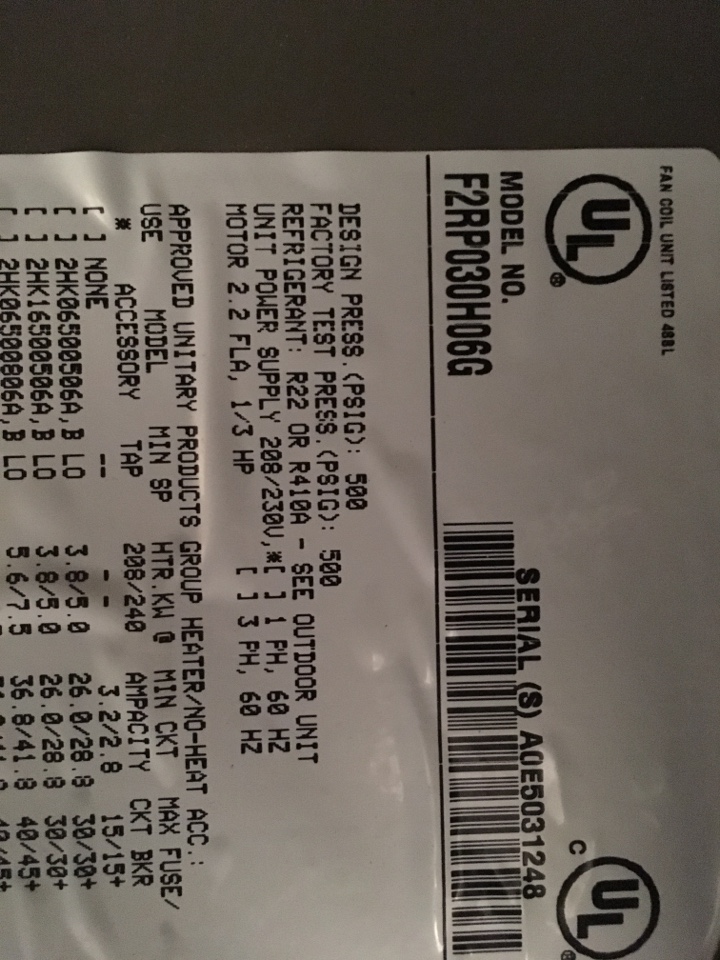 FAN COIL UNIT LISTED 488L
UL ®
C UL
MODEL NO.
F2RP030H06G
SERIAL (S) A0E5031248
DESIGN PRESS.(PSIG): 500
FACTORY TEST PRESS.(PSIG): 500
REFRIGERANT: R22 OR R410A - SEE OUTDOOR UNIT
UNIT POWER SUPPLY 208/230V,*[ ] 1 PH, 60 HZ
MOTOR 2.2 FLA, 1/3 HP [ ] 3 PH, 60 HZ
APPROVED UNITARY PRODUCTS GROUP HEATER/NO-HEAT ACC.:
USE MODEL MIN SP HTR.KW @ MIN CKT MAX FUSE/
* ACCESSORY TAP 208/240 AMPACITY CKT BKR
[ ] NONE -- - - 3.2/2.8 15/15+
[ ] 2HK06500506A,B LO 3.8/5.0 26.0/28.8 30/30+
[ ] 2HK16500506A,B LO 3.8/5.0 26.0/28.8 30/30+
[ ] 2HK06500806A,B LO 5.6/7.5 36.8/41.8 40/45+